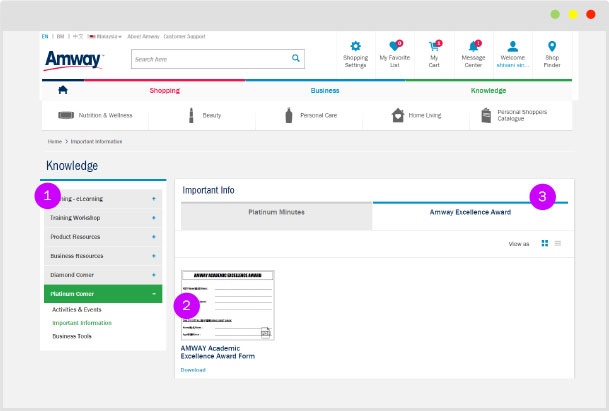 EN | BM | 中文 | Malaysia About Amway Customer Support
Amway
Search here
Shopping Settings
My Favorite List
My Cart
Message Center
Welcome
Shop Finder
Shopping Business Knowledge
Nutrition & Wellness Beauty Personal Care Home Living Personal Shoppers Catalogue
Home > Important Information
Knowledge
1
- eLearning +
Training Workshop +
Product Resources +
Business Resources +
Diamond Corner +
Platinum Corner -
Activities & Events
Important Information
Business Tools
Important Info
3
Platinum Minutes Amway Excellence Award
View as
AMWAY ACADEMIC EXCELLENCE AWARD
2
AMWAY Academic
Excellence Award Form
Download